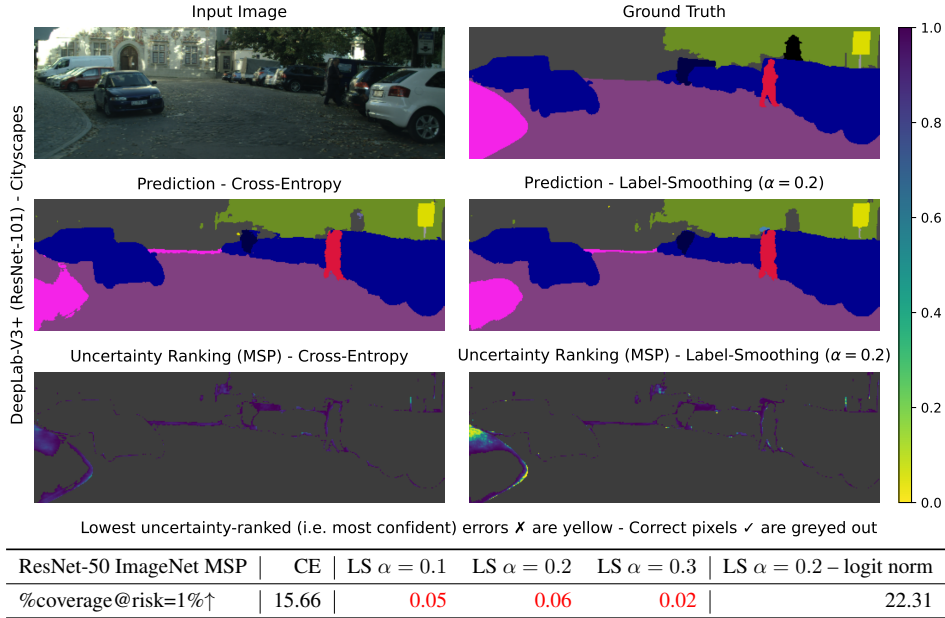 Input Image
Ground Truth
DeepLab-V3+ (ResNet-101) - Cityscapes
Prediction - Cross-Entropy
Prediction - Label-Smoothing (α = 0.2)
Uncertainty Ranking (MSP) - Cross-Entropy
Uncertainty Ranking (MSP) - Label-Smoothing (α = 0.2)
1.0
0.8
0.6
0.4
0.2
0.0
Lowest uncertainty-ranked (i.e. most confident) errors ✗ are yellow - Correct pixels ✓ are greyed out
ResNet-50 ImageNet MSP | CE | LS α = 0.1 LS α = 0.2 LS α = 0.3 | LS α = 0.2 – logit norm
%coverage@risk=1%↑ | 15.66 | 0.05 0.06 0.02 | 22.31